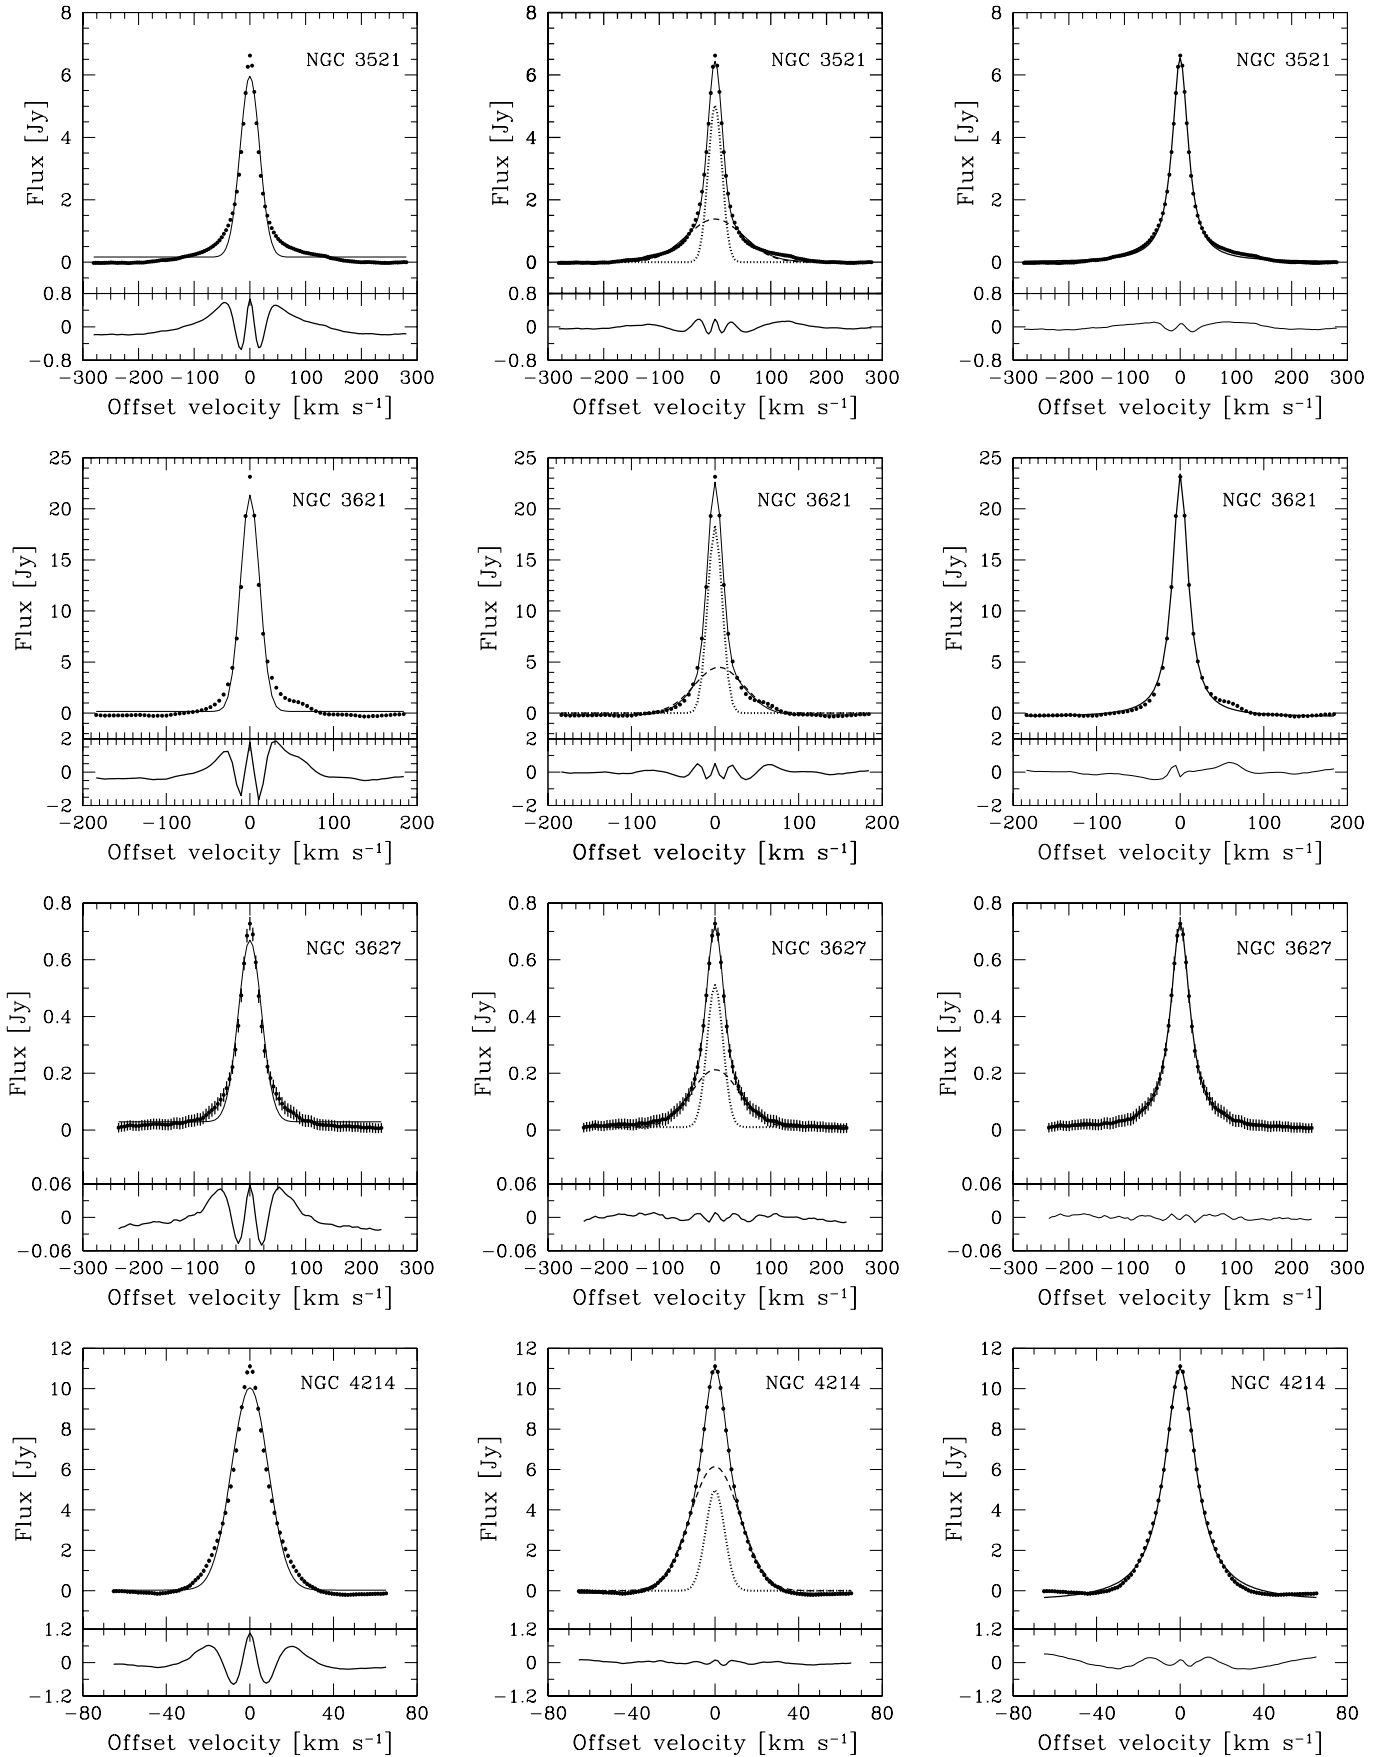 8
6
4
2
0
0.8
0
−0.8
Flux [Jy]
NGC 3521
−300 −200 −100 0 100 200 300
Offset velocity [km s⁻¹]
8
6
4
2
0
0.8
0
−0.8
Flux [Jy]
NGC 3521
−300 −200 −100 0 100 200 300
Offset velocity [km s⁻¹]
8
6
4
2
0
0.8
0
−0.8
Flux [Jy]
NGC 3521
−300 −200 −100 0 100 200 300
Offset velocity [km s⁻¹]
25
20
15
10
5
0
2
0
−2
Flux [Jy]
NGC 3621
−200 −100 0 100 200
Offset velocity [km s⁻¹]
25
20
15
10
5
0
2
0
−2
Flux [Jy]
NGC 3621
−200 −100 0 100 200
Offset velocity [km s⁻¹]
25
20
15
10
5
0
2
0
−2
Flux [Jy]
NGC 3621
−200 −100 0 100 200
Offset velocity [km s⁻¹]
0.8
0.6
0.4
0.2
0
0.06
0
−0.06
Flux [Jy]
NGC 3627
−300 −200 −100 0 100 200 300
Offset velocity [km s⁻¹]
0.8
0.6
0.4
0.2
0
0.06
0
−0.06
Flux [Jy]
NGC 3627
−300 −200 −100 0 100 200 300
Offset velocity [km s⁻¹]
0.8
0.6
0.4
0.2
0
0.06
0
−0.06
Flux [Jy]
NGC 3627
−300 −200 −100 0 100 200 300
Offset velocity [km s⁻¹]
12
10
8
6
4
2
0
1.2
0
−1.2
Flux [Jy]
NGC 4214
−80 −40 0 40 80
Offset velocity [km s⁻¹]
12
10
8
6
4
2
0
1.2
0
−1.2
Flux [Jy]
NGC 4214
−80 −40 0 40 80
Offset velocity [km s⁻¹]
12
10
8
6
4
2
0
1.2
0
−1.2
Flux [Jy]
NGC 4214
−80 −40 0 40 80
Offset velocity [km s⁻¹]